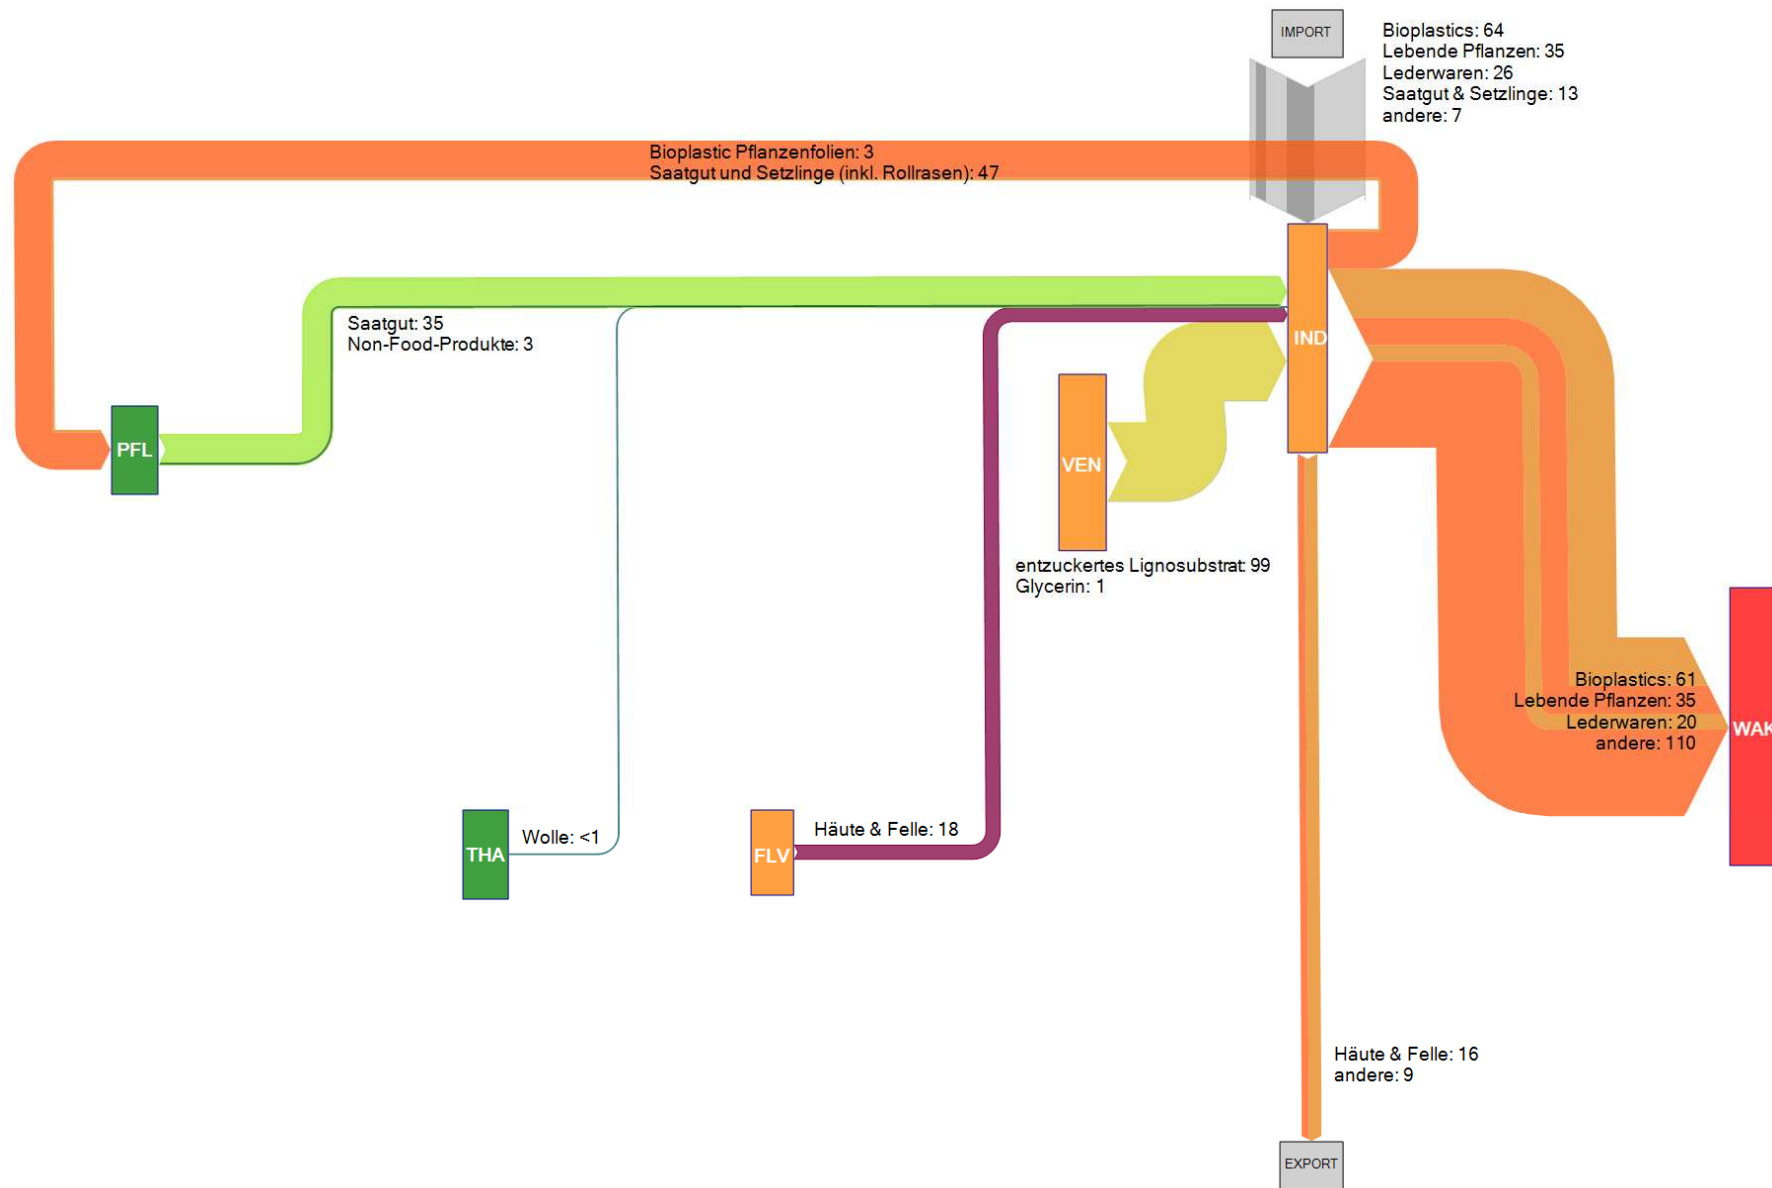 IMPORT
Bioplastics: 64
Lebende Pflanzen: 35
Lederwaren: 26
Saatgut & Setzlinge: 13
andere: 7
Bioplastic Pflanzenfolien: 3
Saatgut und Setzlinge (inkl. Rollrasen): 47
Saatgut: 35
Non-Food-Produkte: 3
IND
PFL
VEN
entzuckertes Lignosubstrat: 99
Glycerin: 1
Bioplastics: 61
Lebende Pflanzen: 35
Lederwaren: 20
andere: 110
WAK
THA
Wolle: <1
FLV
Häute & Felle: 18
Häute & Felle: 16
andere: 9
EXPORT